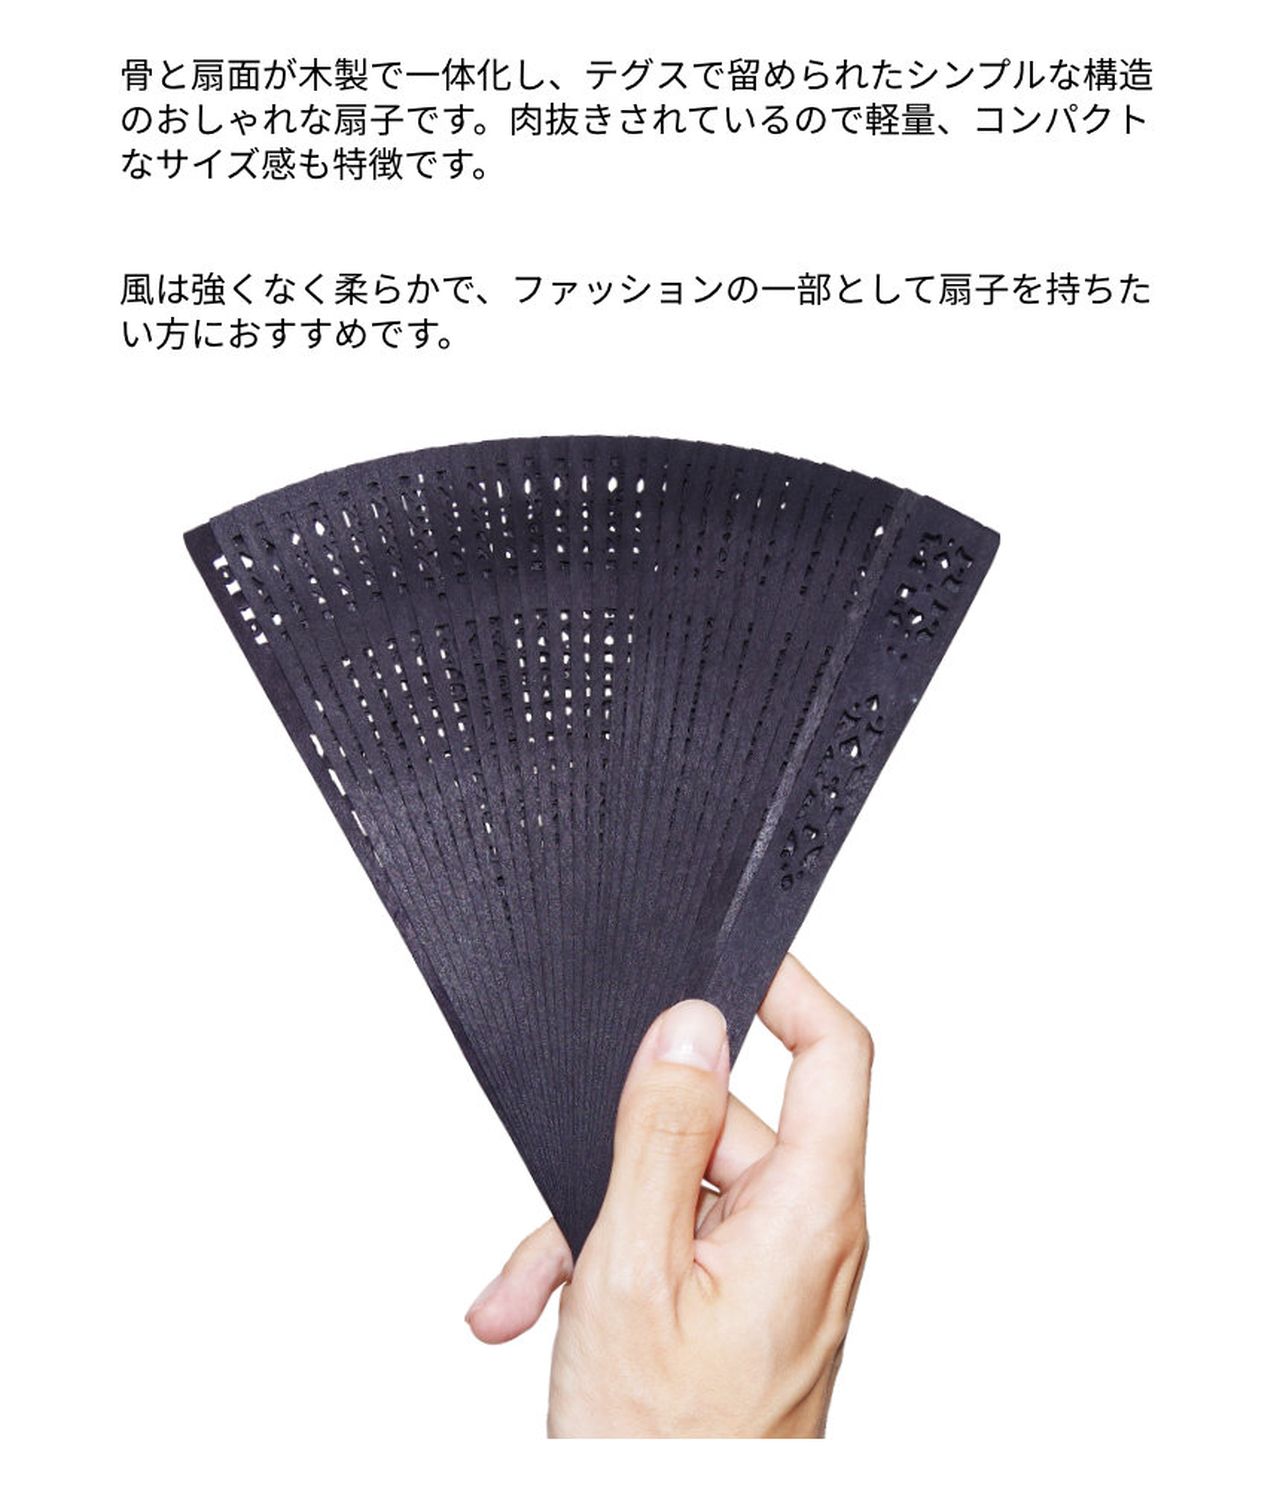 骨と扇面が木製で一体化し、テグスで留められたシンプルな構造
のおしゃれな扇子です。肉抜きされているので軽量、コンパクト
なサイズ感も特徴です。
風は強くなく柔らかで、ファッションの一部として扇子を持ちた
い方におすすめです。